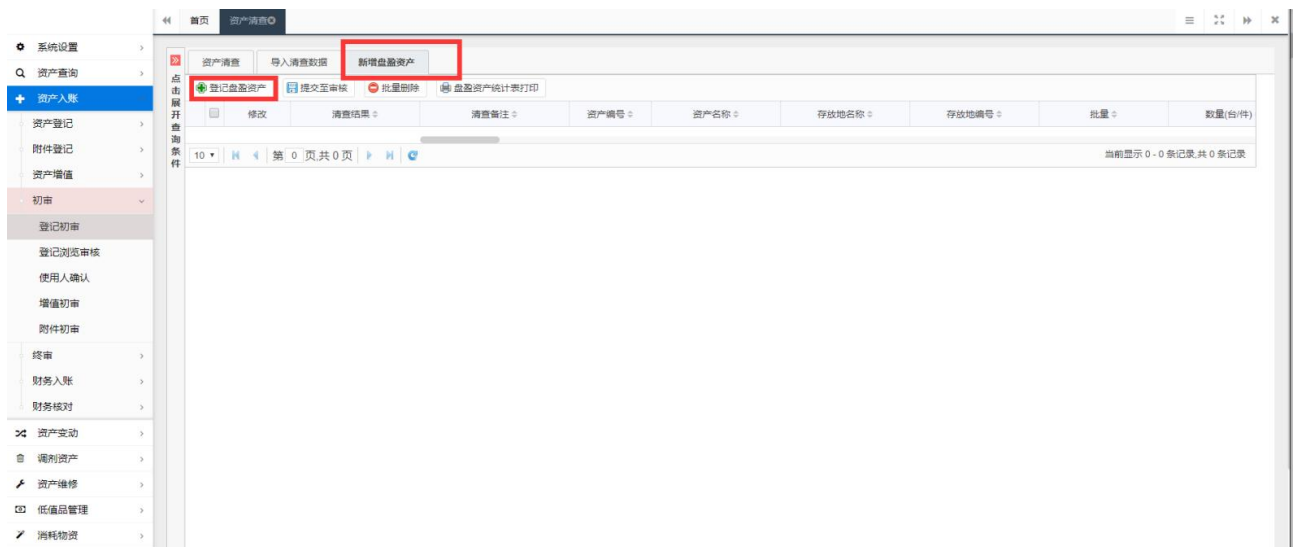 首页 资产清查
系统设置
资产查询
资产入账
资产登记
附件登记
资产增值
初审
登记初审
登记浏览审核
使用人确认
增值初审
附件初审
终审
财务入账
财务核对
资产变动
调剂资产
资产维修
低值品管理
消耗物资
点击展开查询条件
资产清查 导入清查数据 新增盘盈资产
登记盘盈资产 提交至审核 批量删除 盘盈资产统计表打印
修改 清查结果 清查备注 资产编号 资产名称 存放地名称 存放地编号 批量 数量(台/件)
10 第 0 页,共 0 页 当前显示 0 - 0 条记录,共 0 条记录